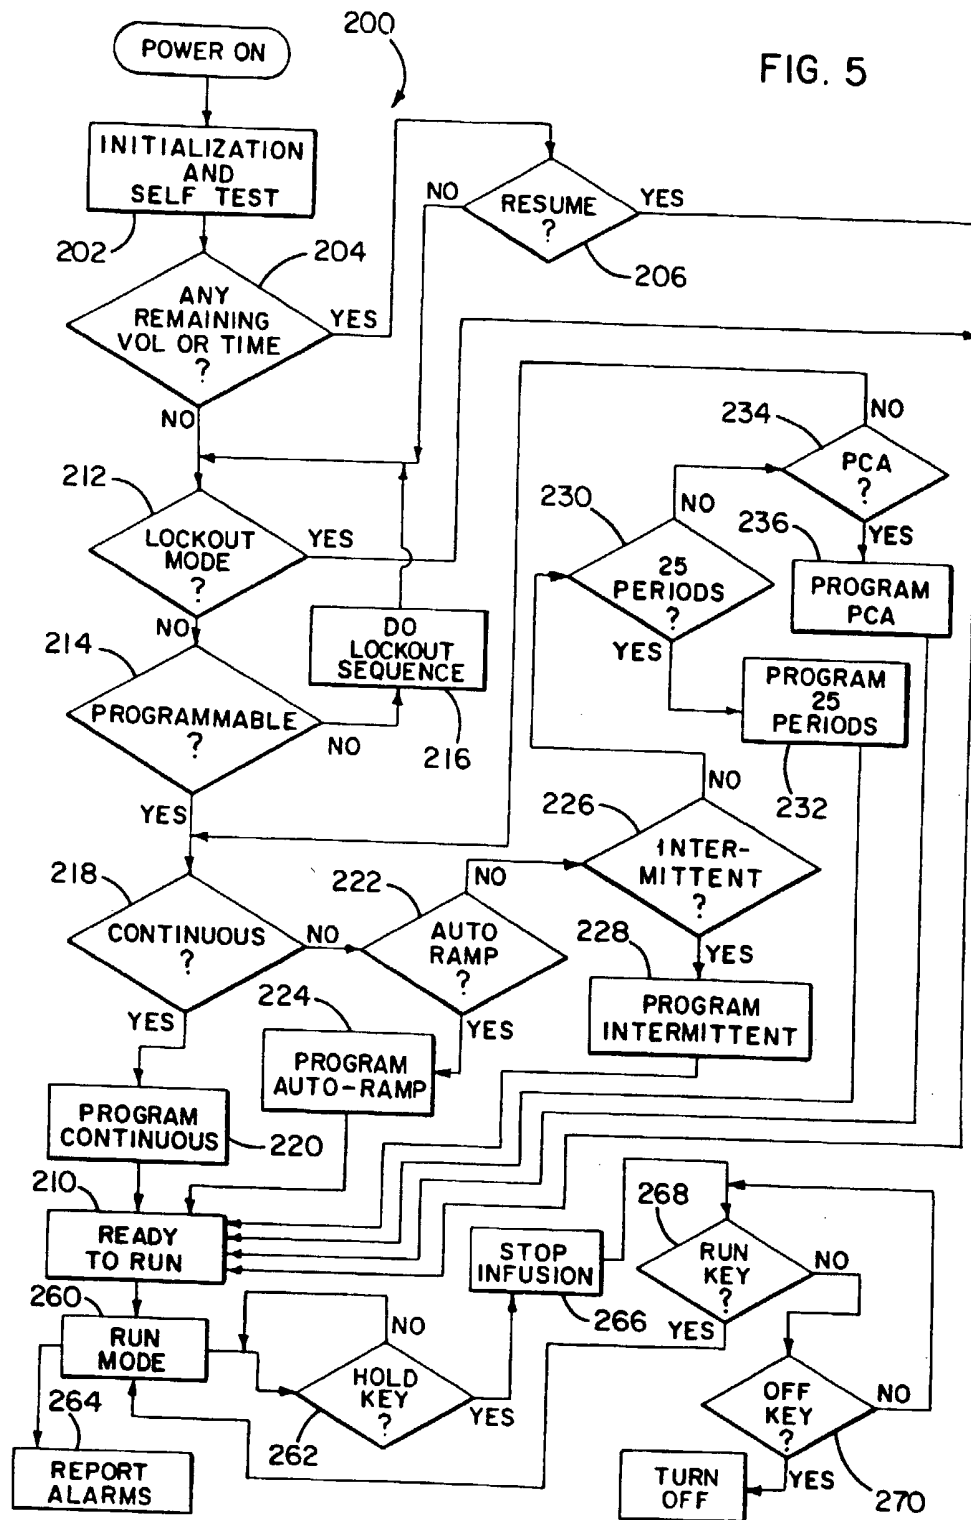 POWER ON
200
FIG. 5
INITIALIZATION
AND
SELF TEST
202
204
ANY
REMAINING
VOL OR TIME
?
YES
NO
NO
RESUME
?
YES
206
212
LOCKOUT
MODE
?
YES
NO
214
PROGRAMMABLE
?
NO
YES
DO
LOCKOUT
SEQUENCE
216
230
25
PERIODS
?
NO
YES
234
PCA
?
NO
YES
236
PROGRAM
PCA
PROGRAM
25
PERIODS
232
218
CONTINUOUS
?
NO
YES
222
AUTO
RAMP
?
NO
YES
226
INTER-
MITTENT
?
NO
YES
228
PROGRAM
INTERMITTENT
224
PROGRAM
AUTO-RAMP
PROGRAM
CONTINUOUS
220
210
READY
TO RUN
260
RUN
MODE
264
REPORT
ALARMS
NO
HOLD
KEY
?
YES
262
STOP
INFUSION
266
268
RUN
KEY
?
NO
YES
OFF
KEY
?
NO
YES
270
TURN
OFF